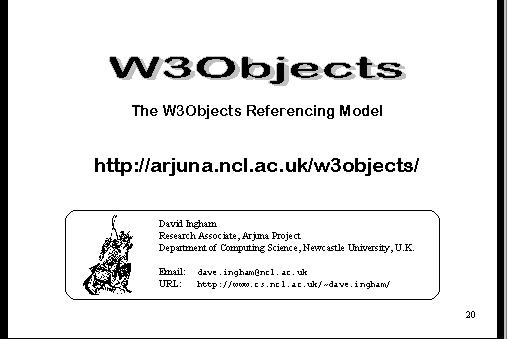 W3Objects
The W3Objects Referencing Model
http://arjuna.ncl.ac.uk/w3objects/
David Ingham
Research Associate, Arjuna Project
Department of Computing Science, Newcastle University, U.K.
Email: dave.ingham@ncl.ac.uk
URL: http://www.cs.ncl.ac.uk/~dave.ingham/
20